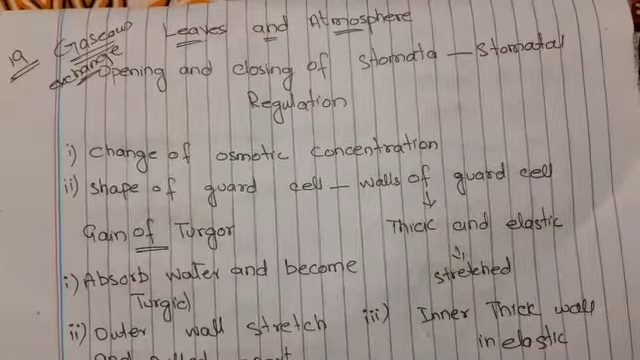 19 Gaseous Leaves and Atmosphere
exchange
Opening and closing of Stomata — Stomatal
Regulation
i) change of osmotic concentration
ii) shape of guard cell — walls of guard cell
Gain of Turgor Thick and elastic
stretched
i) Absorb water and become
Turgid
ii) Outer wall stretch iii) Inner Thick wall
inelastic
and pulled